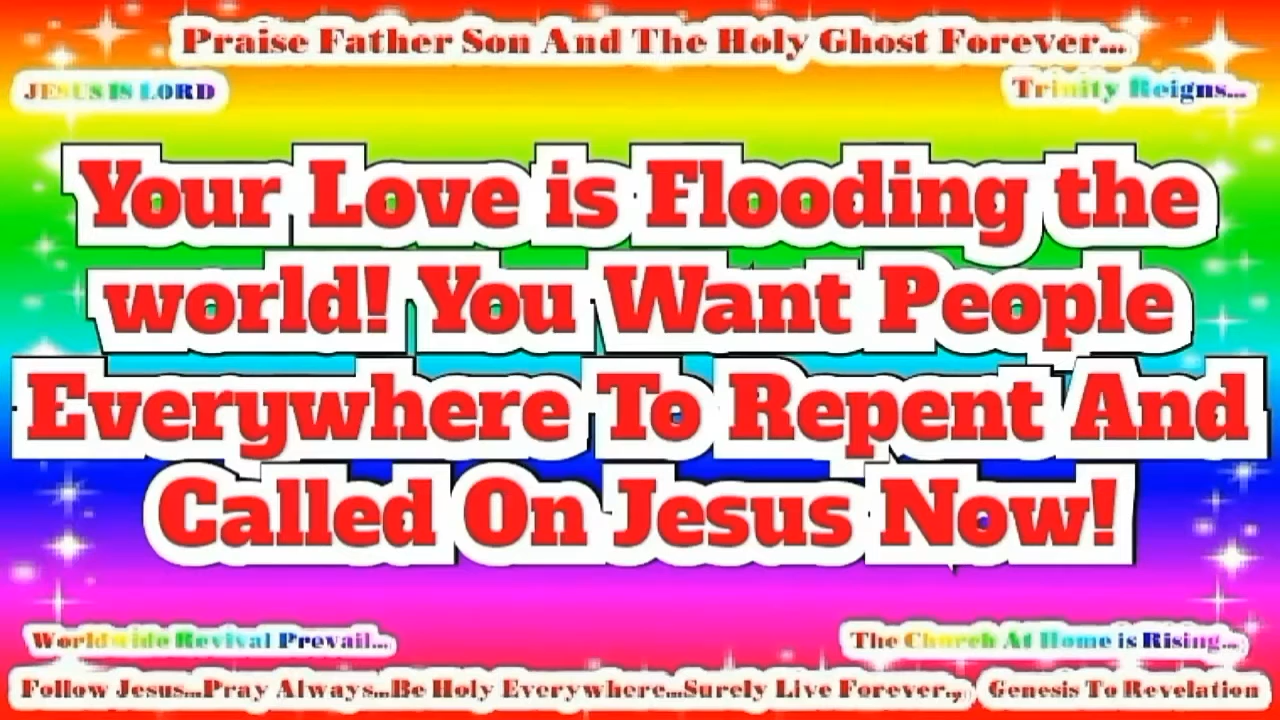 Praise Father Son And The Holy Ghost Forever...
JESUS IS LORD
Trinity Reigns...
Your Love is Flooding the
world! You Want People
Everywhere To Repent And
Called On Jesus Now!
Worldwide Revival Prevail...
The Church At Home is Rising...
Follow Jesus...Pray Always...Be Holy Everywhere...Surely Live Forever..,
Genesis To Revelation